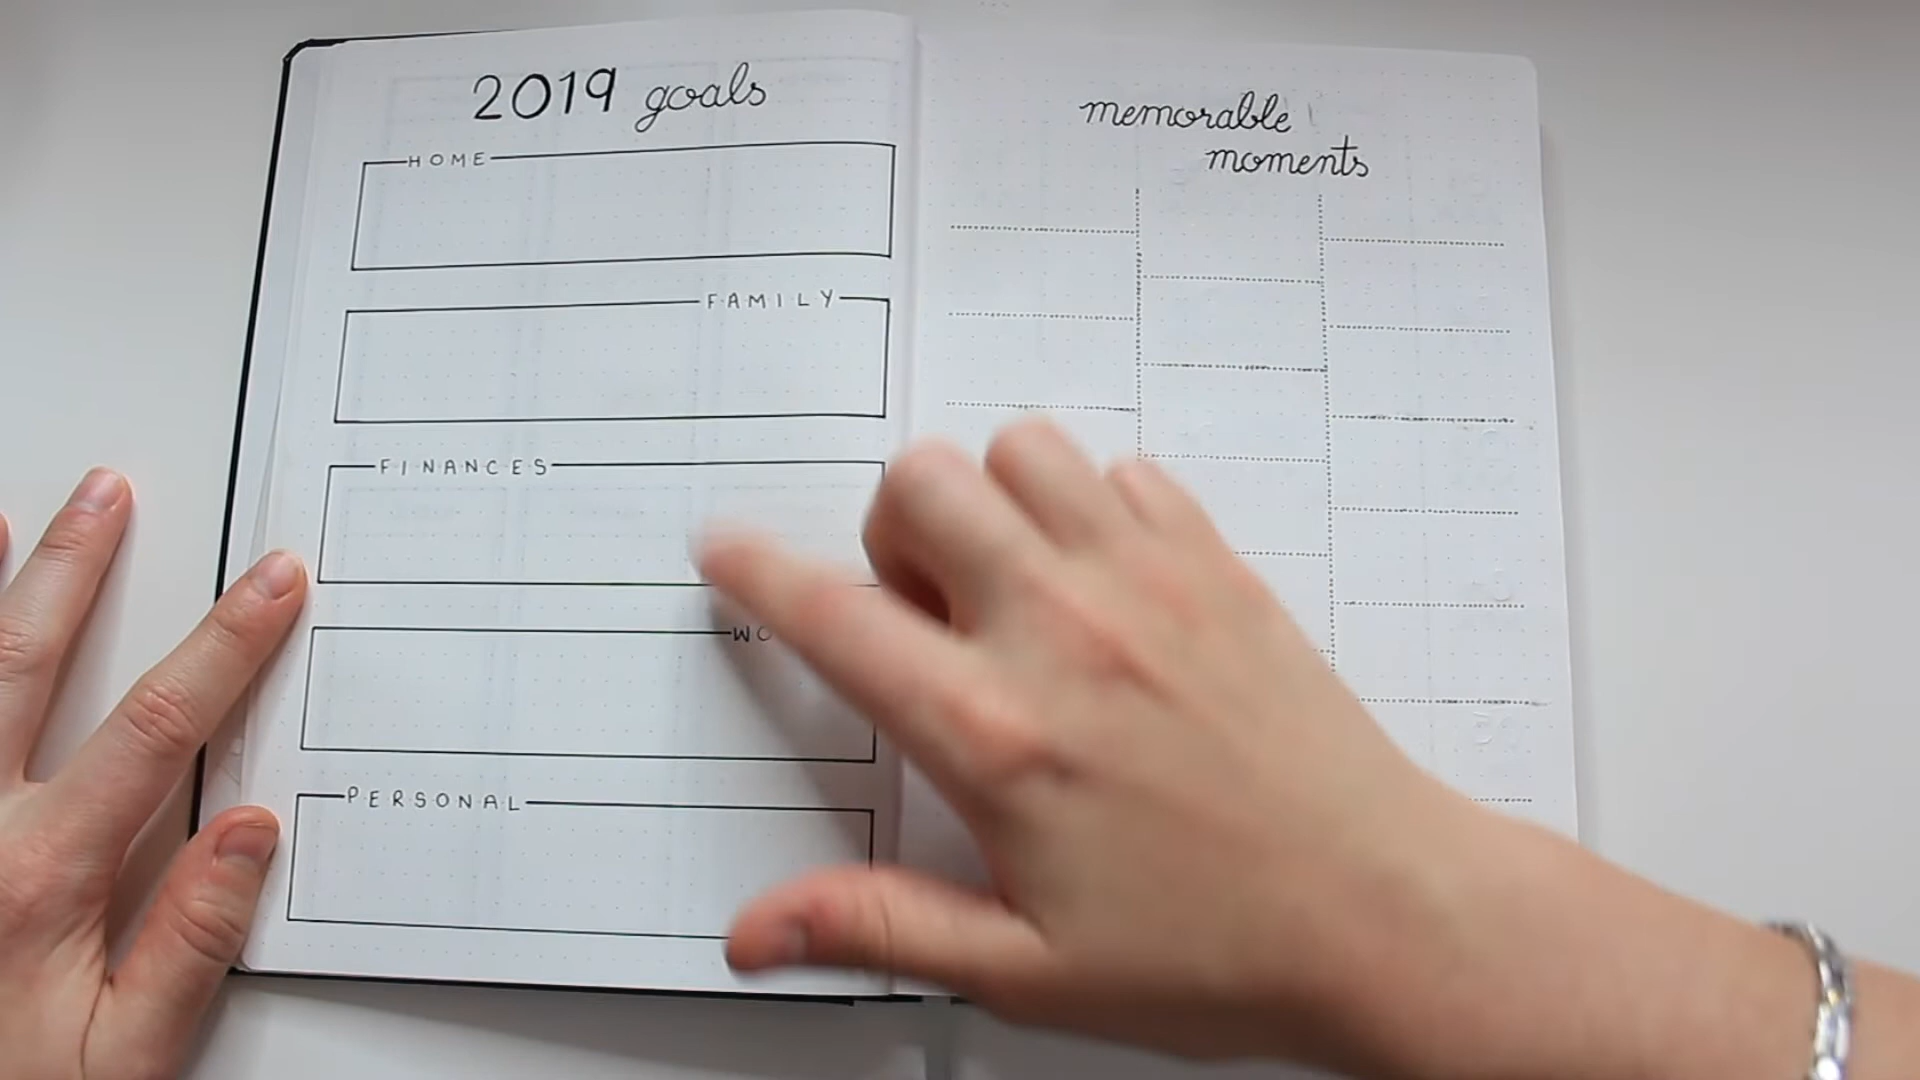 2019 goals
HOME
FAMILY
FINANCES
PERSONAL
memorable
moments